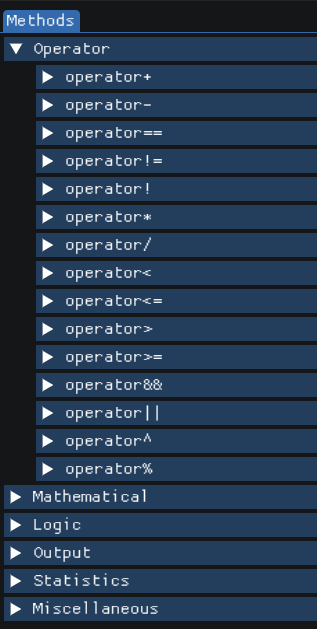 Methods
Operator
operator+
operator-
operator==
operator!=
operator!
operator*
operator/
operator<
operator<=
operator>
operator>=
operator&&
operator||
operator^
operator%
Mathematical
Logic
Output
Statistics
Miscellaneous